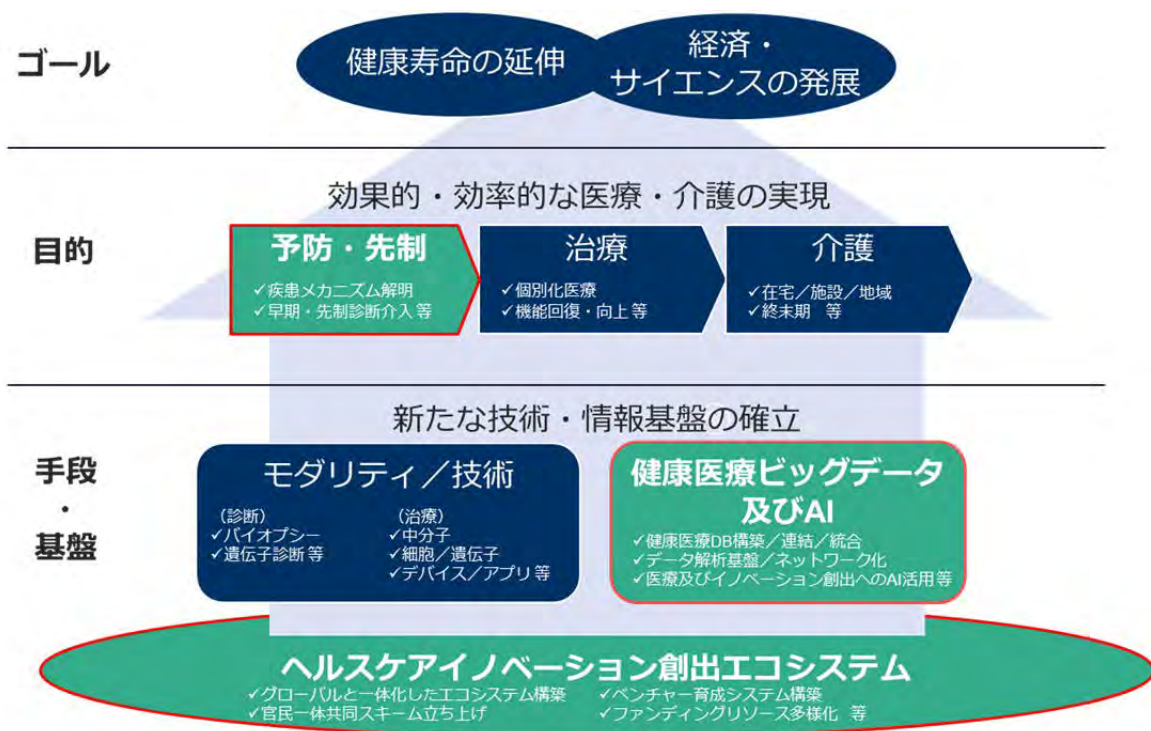 ゴール
健康寿命の延伸
経済・
サイエンスの発展
目的
効果的・効率的な医療・介護の実現
予防・先制
✓疾患メカニズム解明
✓早期・先制診断介入 等
治療
✓個別化医療
✓機能回復・向上 等
介護
✓在宅／施設／地域
✓終末期 等
手段
・
基盤
新たな技術・情報基盤の確立
モダリティ／技術
（診断）
✓バイオプシー
✓遺伝子診断 等
（治療）
✓中分子
✓細胞／遺伝子
✓デバイス／アプリ 等
健康医療ビッグデータ
及びAI
✓健康医療DB構築／連結／統合
✓データ解析基盤／ネットワーク化
✓医療及びイノベーション創出へのAI活用 等
ヘルスケアイノベーション創出エコシステム
✓グローバルと一体化したエコシステム構築
✓官民一体共同スキーム立ち上げ
✓ベンチャー育成システム構築
✓ファンディングリソース多様化 等